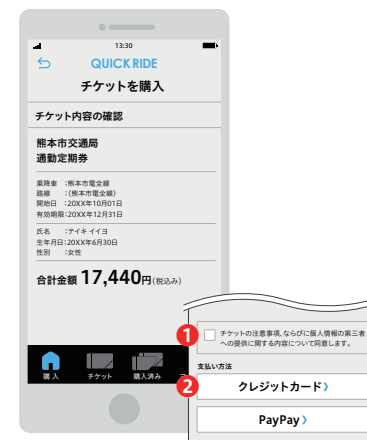 13:30
QUICK RIDE
チケットを購入
チケット内容の確認
熊本市交通局
通勤定期券
乗降車 :熊本市電全線
路線 :(熊本市電全線)
開始日 :20XX年10月01日
有効期限:20XX年12月31日
氏名 :テイキ イイヨ
生年月日:20XX年6月30日
性別 :女性
合計金額 17,440円(税込み)
購入 チケット 購入済み
1 チケットの注意事項、ならびに個人情報の第三者
への提供に関する内容について同意します。
支払い方法
2 クレジットカード 〉
PayPay 〉